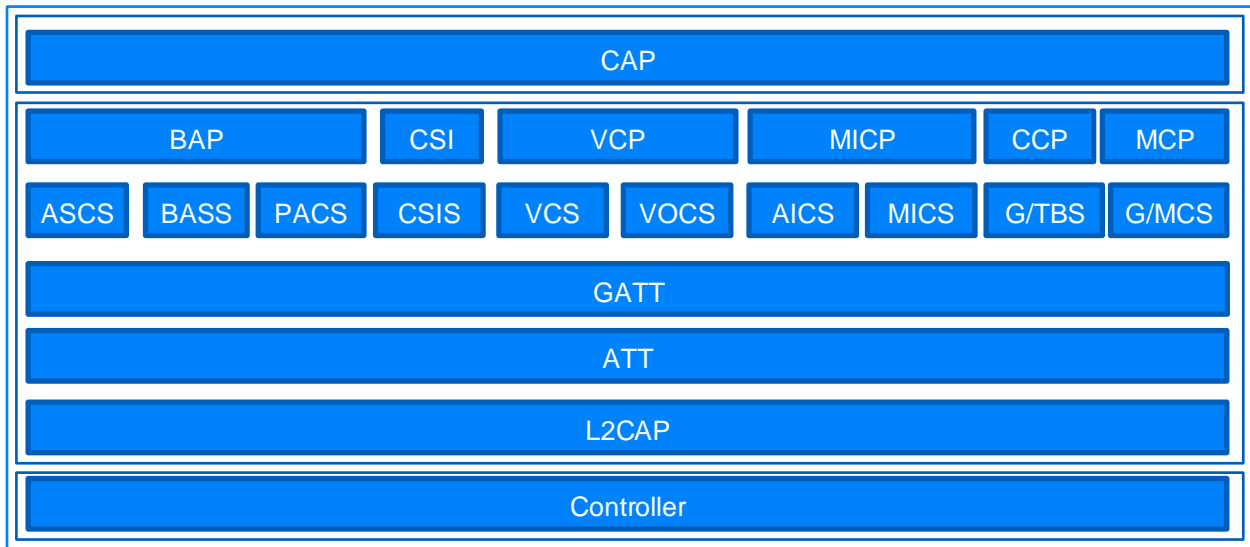 CAP
BAP CSI VCP MICP CCP MCP
ASCS BASS PACS CSIS VCS VOCS AICS MICS G/TBS G/MCS
GATT
ATT
L2CAP
Controller